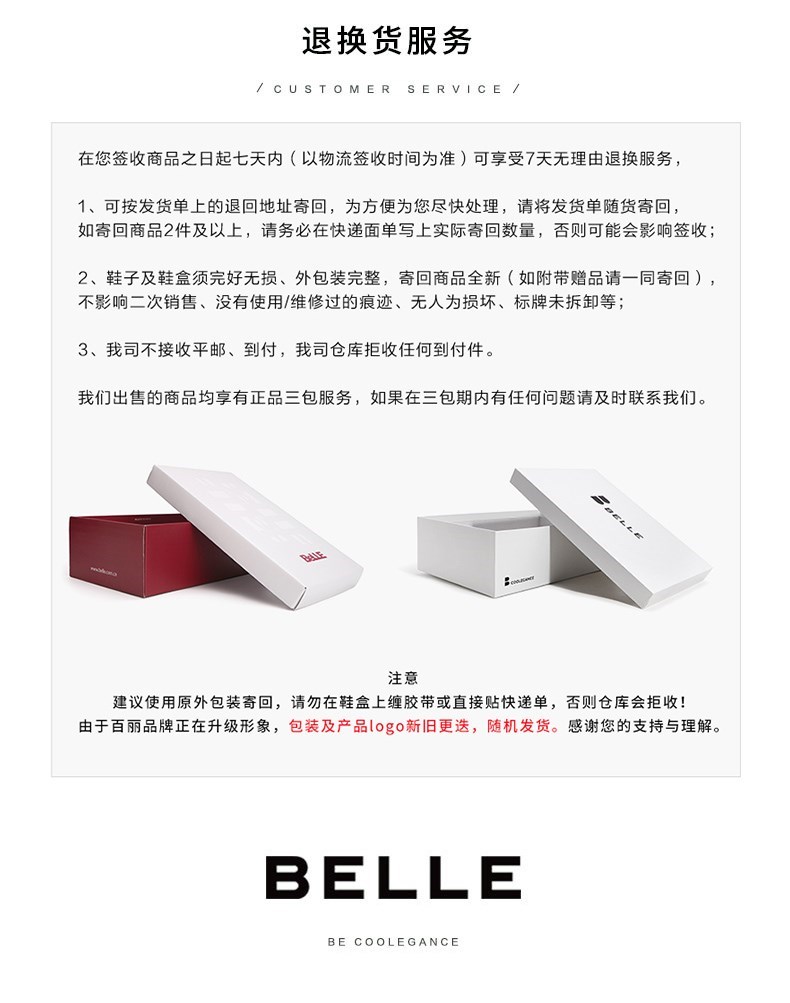 退换货服务
/ CUSTOMER SERVICE /
在您签收商品之日起七天内（以物流签收时间为准）可享受7天无理由退换服务，
1、可按发货单上的退回地址寄回，为方便为您尽快处理，请将发货单随货寄回，
如寄回商品2件及以上，请务必在快递面单写上实际寄回数量，否则可能会影响签收；
2、鞋子及鞋盒须完好无损、外包装完整，寄回商品全新（如附带赠品请一同寄回），
不影响二次销售、没有使用/维修过的痕迹、无人为损坏、标牌未拆卸等；
3、我司不接收平邮、到付，我司仓库拒收任何到付件。
我们出售的商品均享有正品三包服务，如果在三包期内有任何问题请及时联系我们。
BELLE
www.belle.com.cn
B BELLE
B COOLEGANCE
注意
建议使用原外包装寄回，请勿在鞋盒上缠胶带或直接贴快递单，否则仓库会拒收！
由于百丽品牌正在升级形象，包装及产品logo新旧更迭，随机发货。感谢您的支持与理解。
BELLE
BE COOLEGANCE